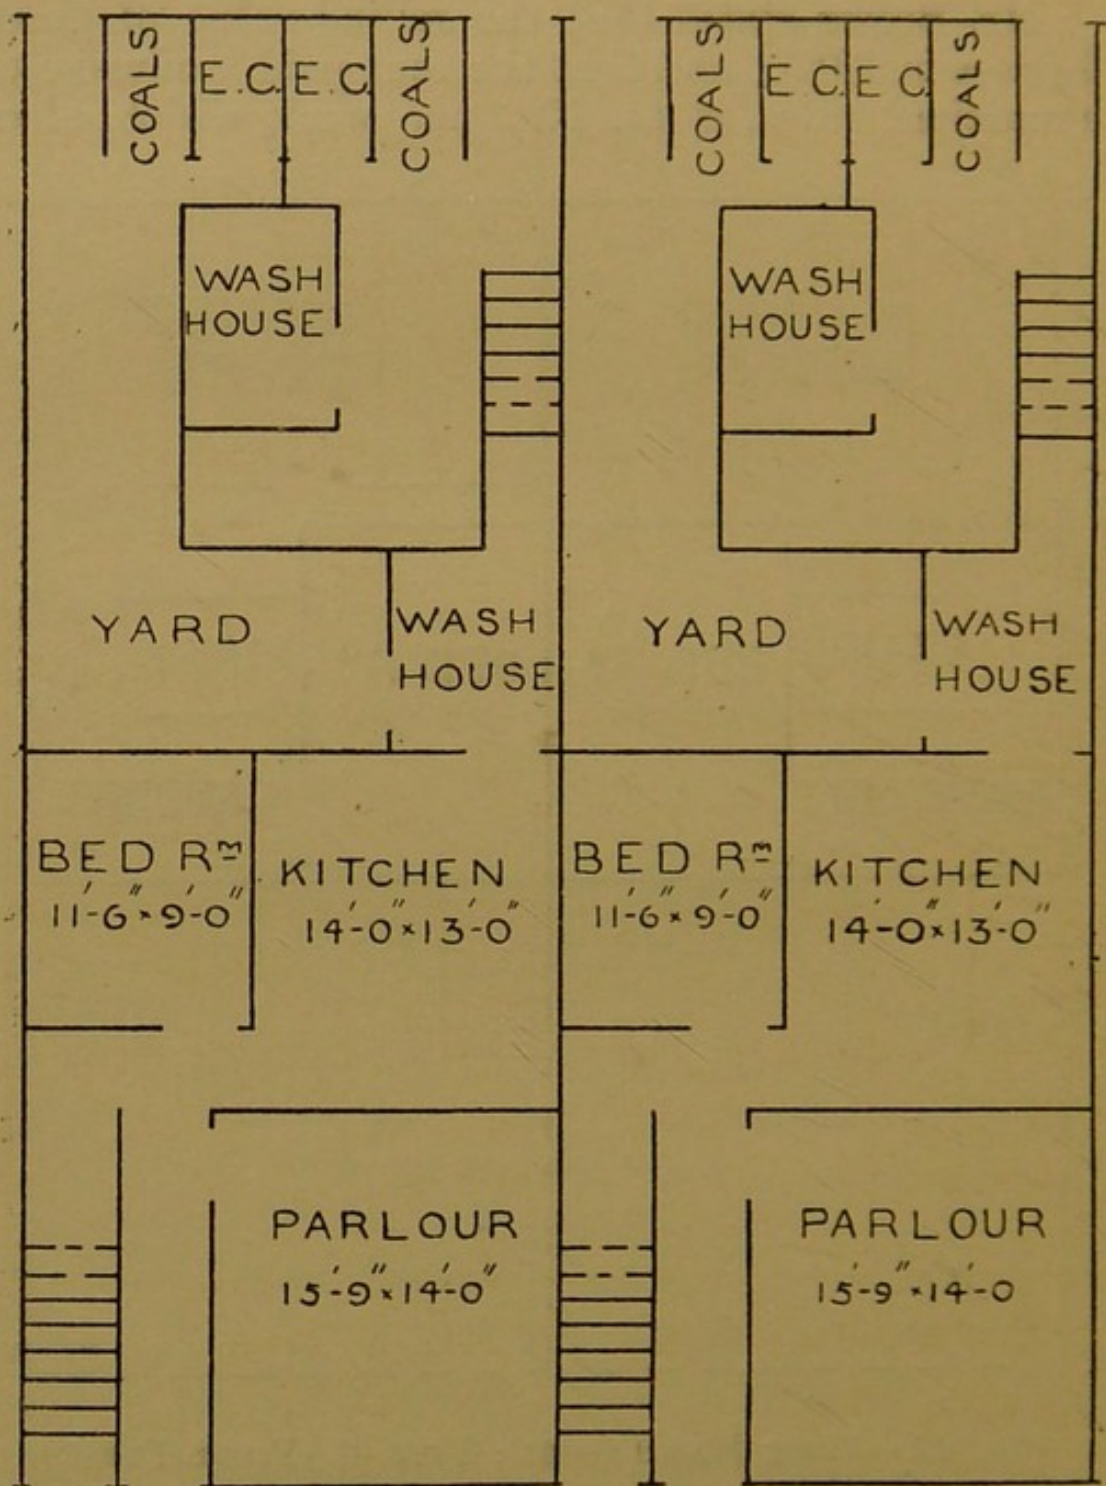 COALS E.C. E.C. COALS COALS E C. E C. COALS
WASH
HOUSE
WASH
HOUSE
YARD
WASH
HOUSE
YARD
WASH
HOUSE
BED Rm
11'-6" × 9'-0"
KITCHEN
14'-0" × 13'-0"
BED Rm
11'-6" × 9'-0"
KITCHEN
14'-0" × 13'-0"
PARLOUR
15'-9" × 14'-0"
PARLOUR
15'-9" × 14'-0